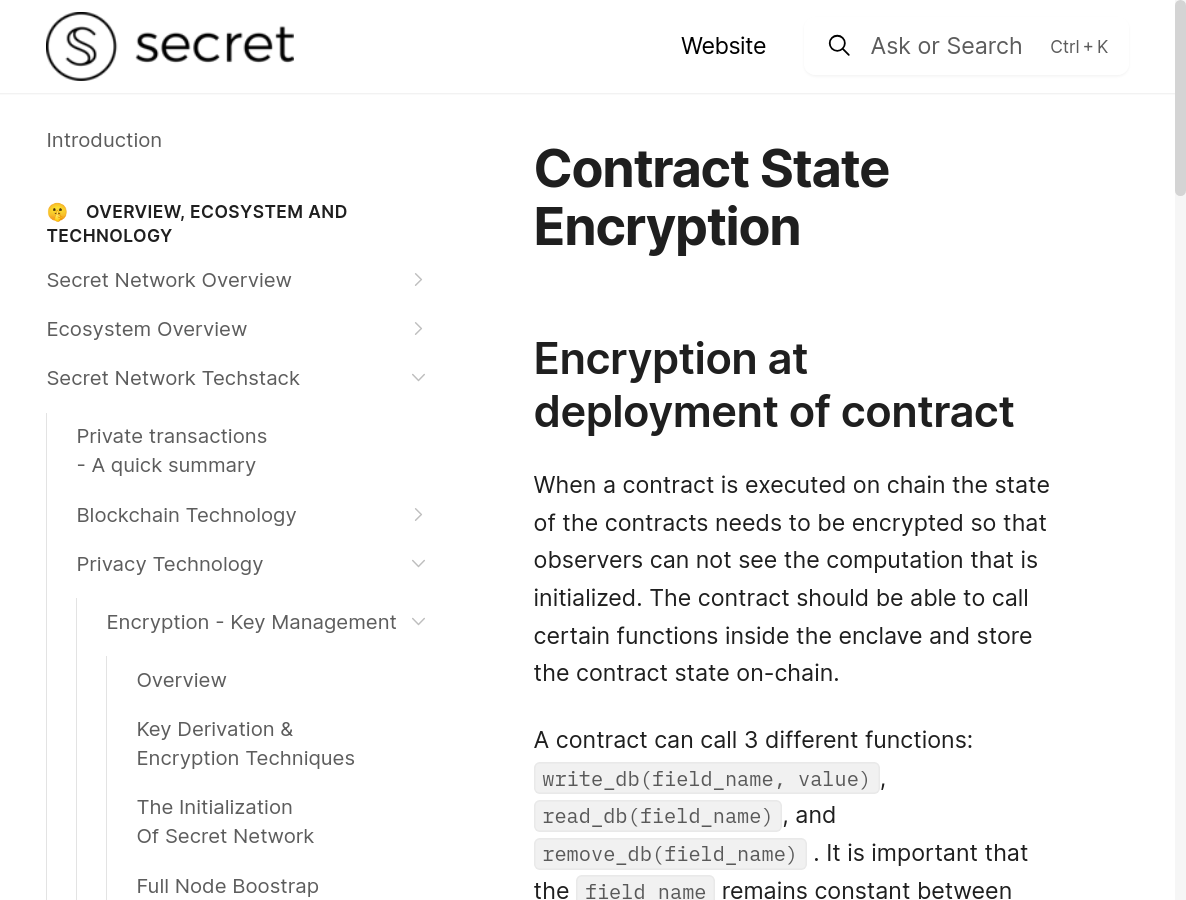 secret
Website
Ask or Search
Ctrl + K
Introduction
🤫 OVERVIEW, ECOSYSTEM AND
TECHNOLOGY
Secret Network Overview
Ecosystem Overview
Secret Network Techstack
Private transactions
- A quick summary
Blockchain Technology
Privacy Technology
Encryption - Key Management
Overview
Key Derivation &
Encryption Techniques
The Initialization
Of Secret Network
Full Node Boostrap
Contract State
Encryption
Encryption at
deployment of contract
When a contract is executed on chain the state
of the contracts needs to be encrypted so that
observers can not see the computation that is
initialized. The contract should be able to call
certain functions inside the enclave and store
the contract state on-chain.
A contract can call 3 different functions:
write_db(field_name, value),
read_db(field_name), and
remove_db(field_name) . It is important that
the field_name remains constant between